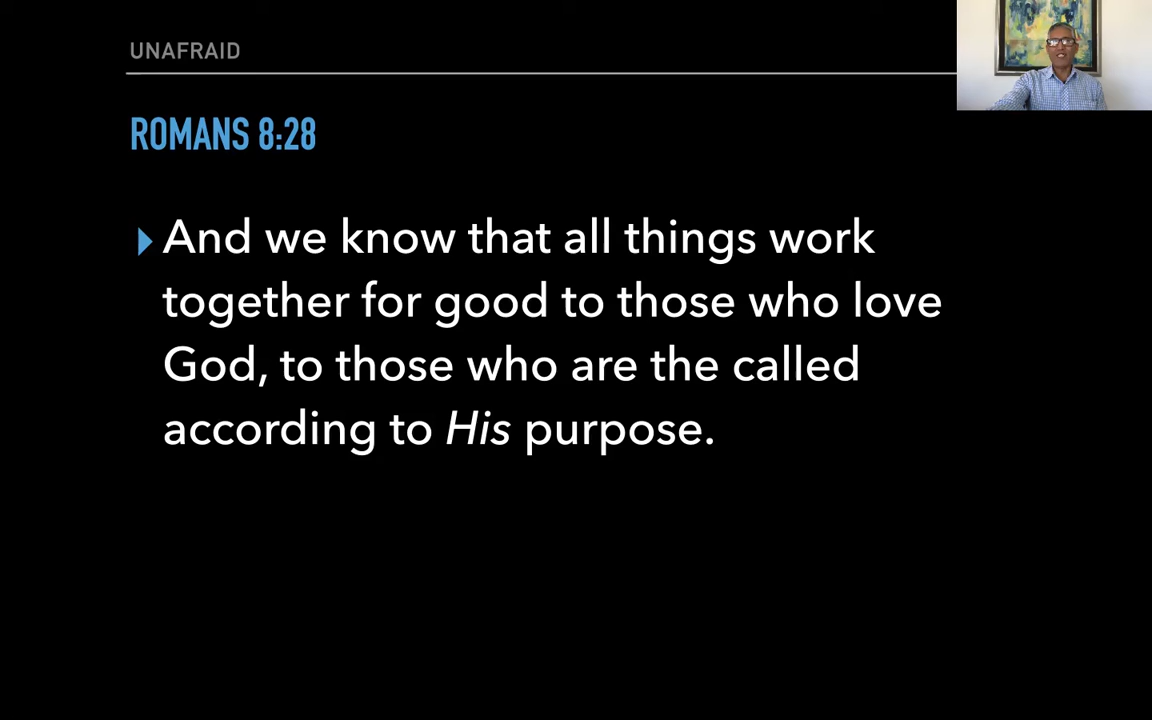 UNAFRAID
ROMANS 8:28
And we know that all things work
together for good to those who love
God, to those who are the called
according to His purpose.